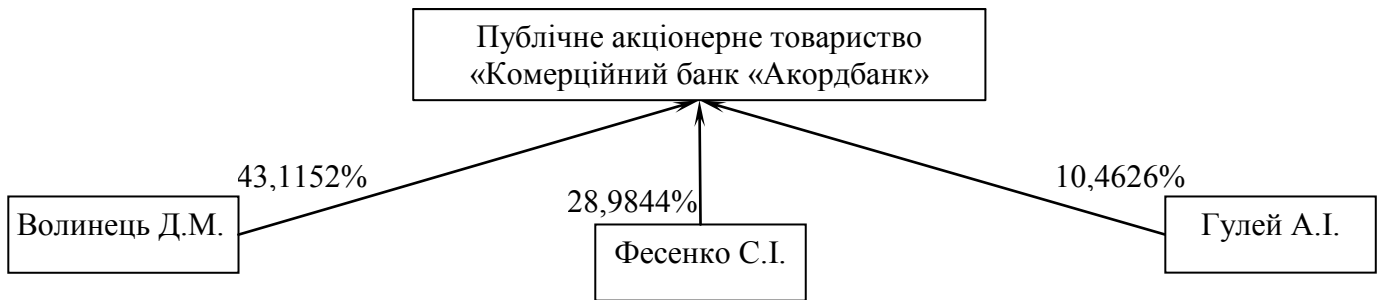 Публічне акціонерне товариство
«Комерційний банк «Акордбанк»
43,1152%
28,9844%
10,4626%
Волинець Д.М.
Фесенко С.І.
Гулей А.І.